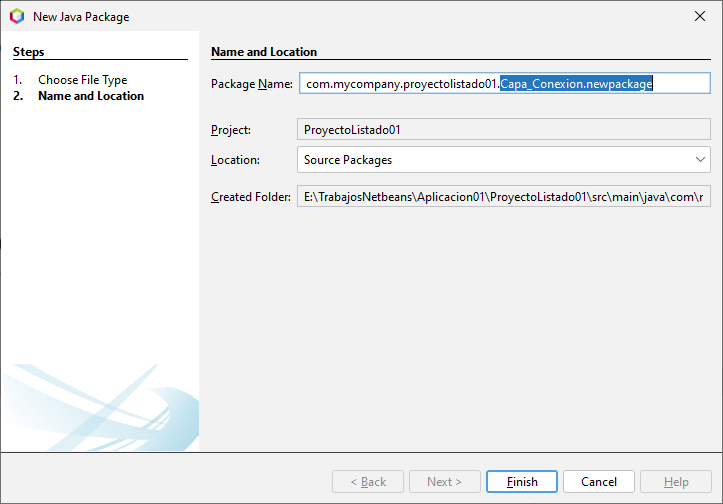 New Java Package
Steps
1. Choose File Type
2. Name and Location
Name and Location
Package Name: com.mycompany.proyectolistado01.Capa_Conexion.newpackage
Project: ProyectoListado01
Location: Source Packages
Created Folder: E:\TrabajosNetbeans\Aplicacion01\ProyectoListado01\src\main\java\com\r
< Back
Next >
Finish
Cancel
Help